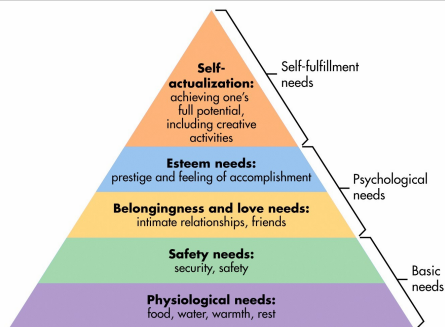 Self-
actualization:
achieving one's
full potential,
including creative
activities
Self-fulfillment
needs
Esteem needs:
prestige and feeling of accomplishment
Psychological
needs
Belongingness and love needs:
intimate relationships, friends
Safety needs:
security, safety
Basic
needs
Physiological needs:
food, water, warmth, rest